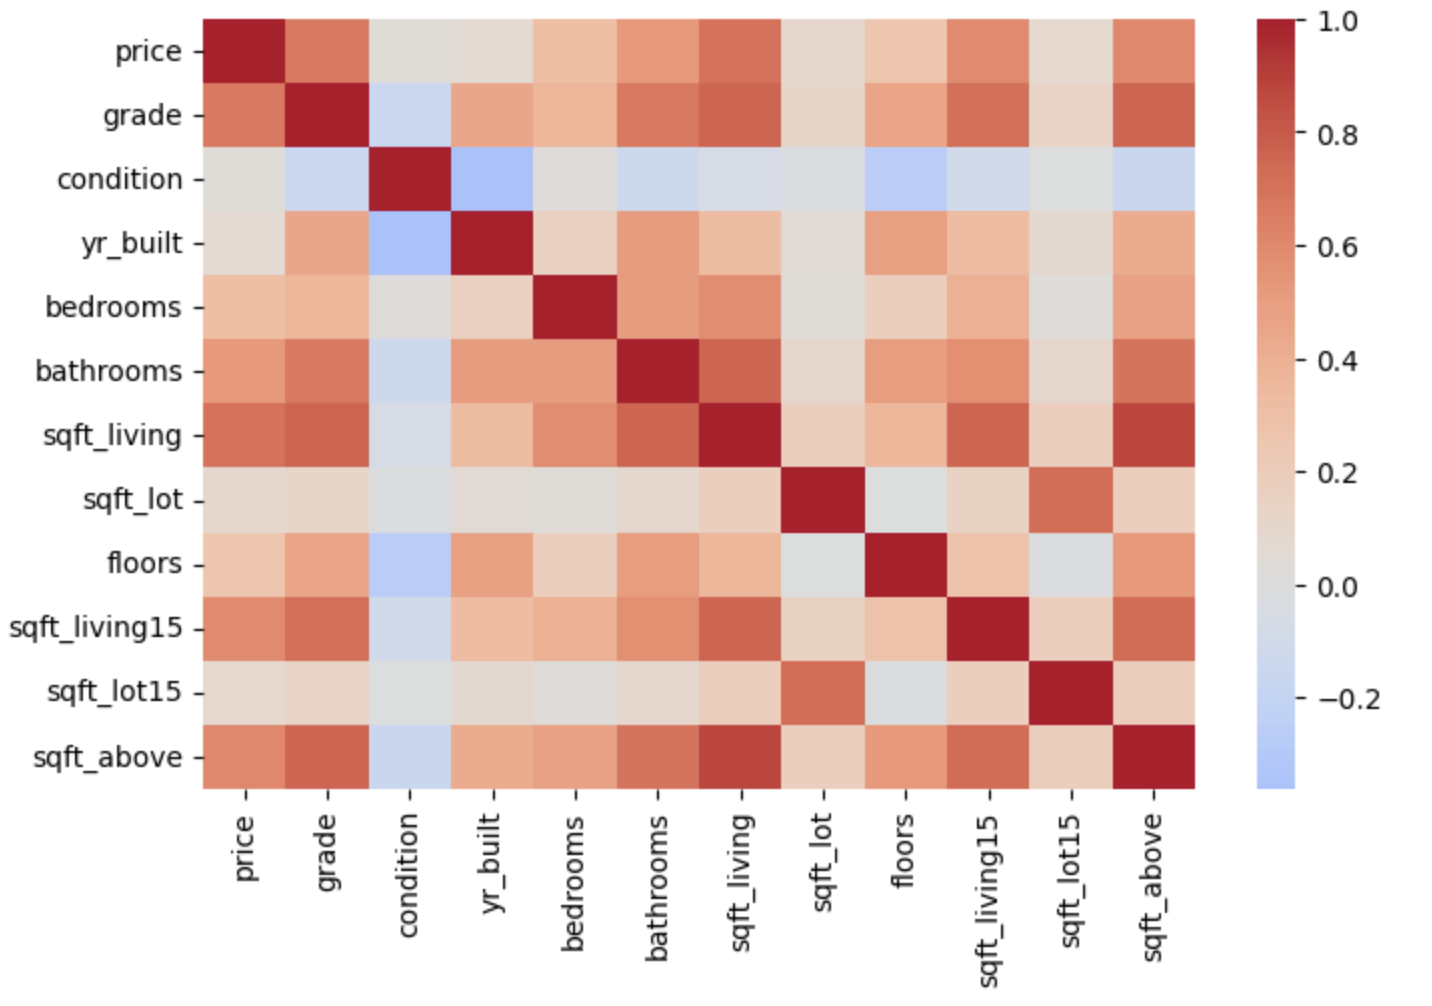 price
grade
condition
yr_built
bedrooms
bathrooms
sqft_living
sqft_lot
floors
sqft_living15
sqft_lot15
sqft_above
price
grade
condition
yr_built
bedrooms
bathrooms
sqft_living
sqft_lot
floors
sqft_living15
sqft_lot15
sqft_above
1.0
0.8
0.6
0.4
0.2
0.0
−0.2